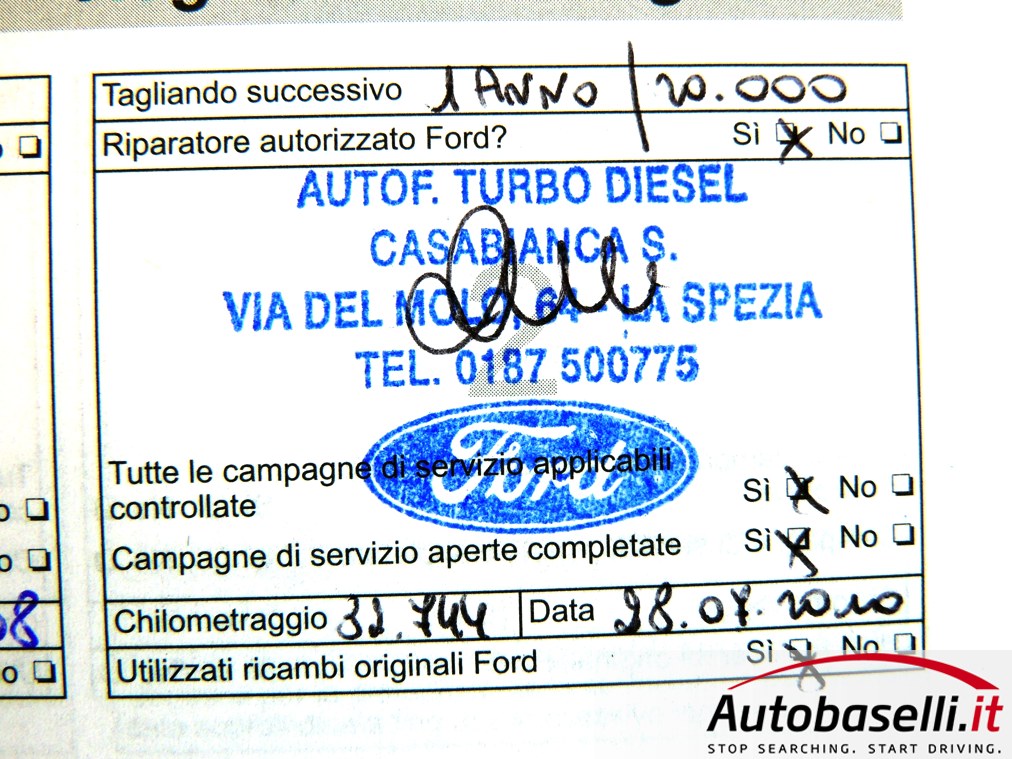 Tagliando successivo 1 ANNO / 20.000
Riparatore autorizzato Ford? Sì No
AUTOF. TURBO DIESEL
CASABIANCA S.
VIA DEL MOLO, 64 - LA SPEZIA
TEL. 0187 500775
2
Ford
Tutte le campagne di servizio applicabili
controllate Sì No
Campagne di servizio aperte completate Sì No
Chilometraggio 32.744 Data 28.07.2010
Utilizzati ricambi originali Ford Sì No
Autobaselli.it
STOP SEARCHING. START DRIVING.